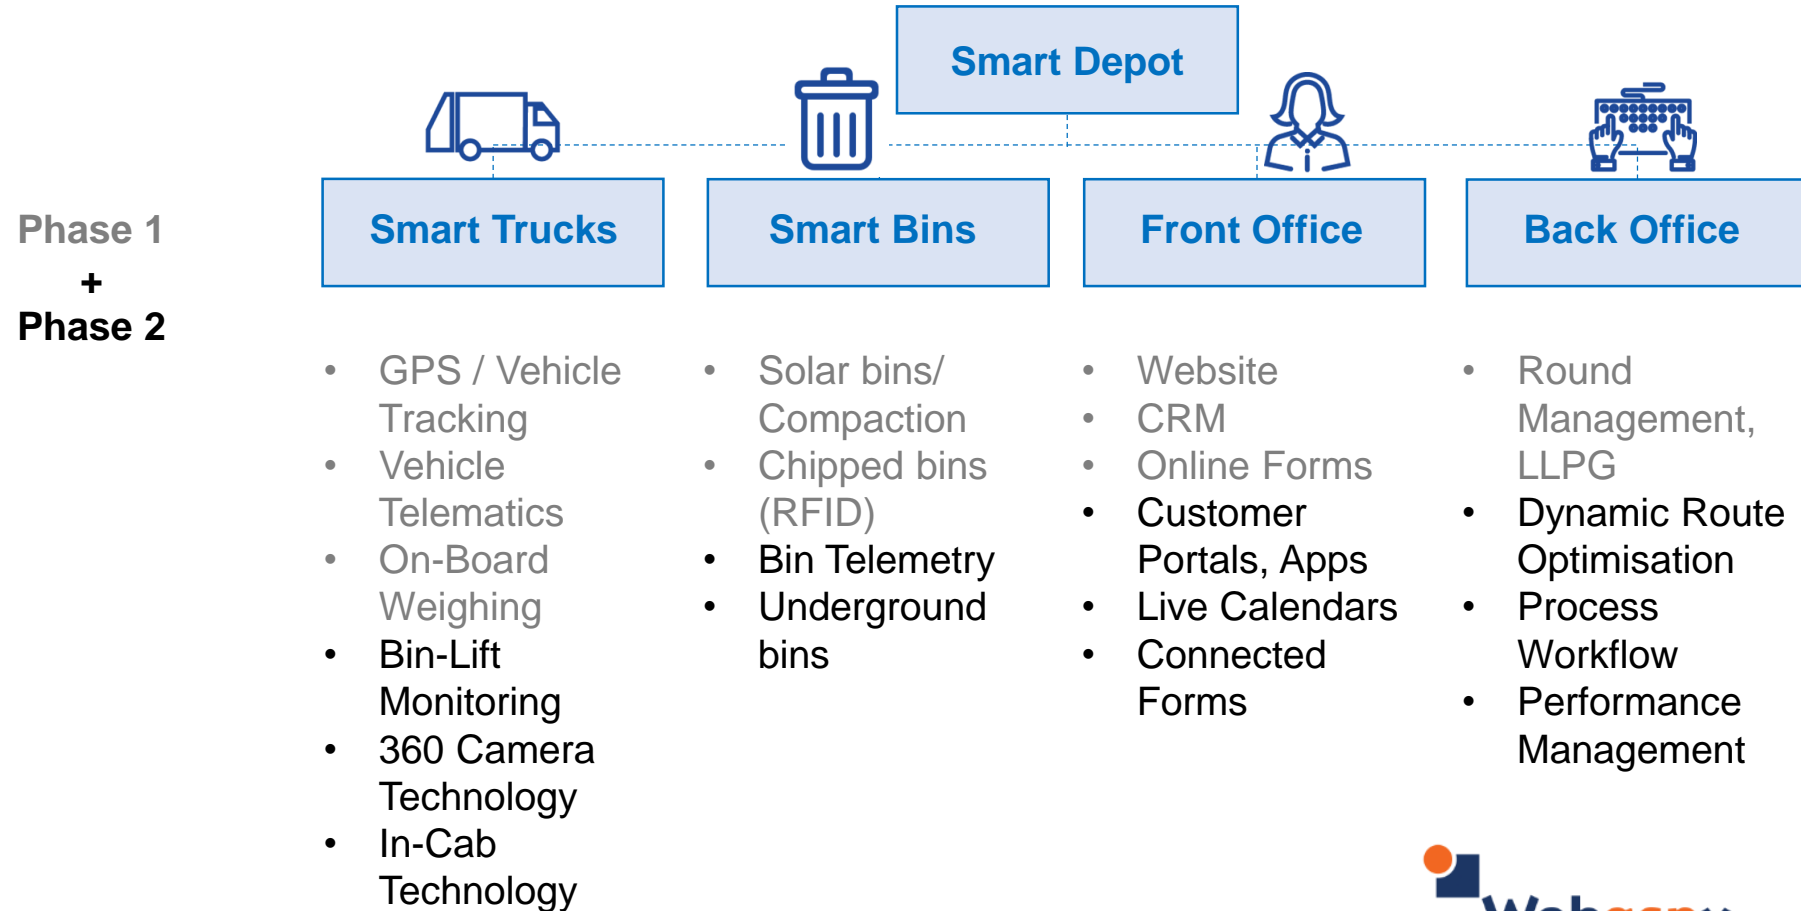 Smart Depot
Phase 1
+
Phase 2
Smart Trucks
Smart Bins
Front Office
Back Office
• GPS / Vehicle
Tracking
• Vehicle
Telematics
• On-Board
Weighing
• Bin-Lift
Monitoring
• 360 Camera
Technology
• In-Cab
Technology
• Solar bins/
Compaction
• Chipped bins
(RFID)
• Bin Telemetry
• Underground
bins
• Website
• CRM
• Online Forms
• Customer
Portals, Apps
• Live Calendars
• Connected
Forms
• Round
Management,
LLPG
• Dynamic Route
Optimisation
• Process
Workflow
• Performance
Management